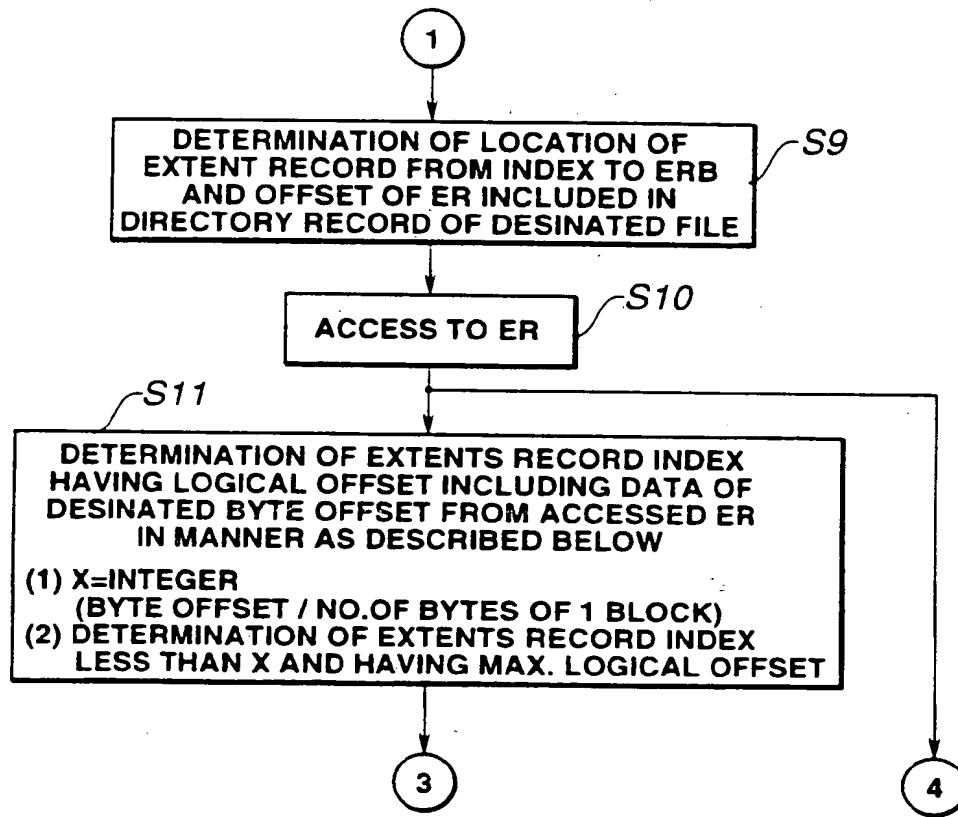 1
DETERMINATION OF LOCATION OF
EXTENT RECORD FROM INDEX TO ERB
AND OFFSET OF ER INCLUDED IN
DIRECTORY RECORD OF DESINATED FILE
S9
ACCESS TO ER
S10
S11
DETERMINATION OF EXTENTS RECORD INDEX
HAVING LOGICAL OFFSET INCLUDING DATA OF
DESINATED BYTE OFFSET FROM ACCESSED ER
IN MANNER AS DESCRIBED BELOW
(1) X=INTEGER
(BYTE OFFSET / NO.OF BYTES OF 1 BLOCK)
(2) DETERMINATION OF EXTENTS RECORD INDEX
LESS THAN X AND HAVING MAX. LOGICAL OFFSET
3
4